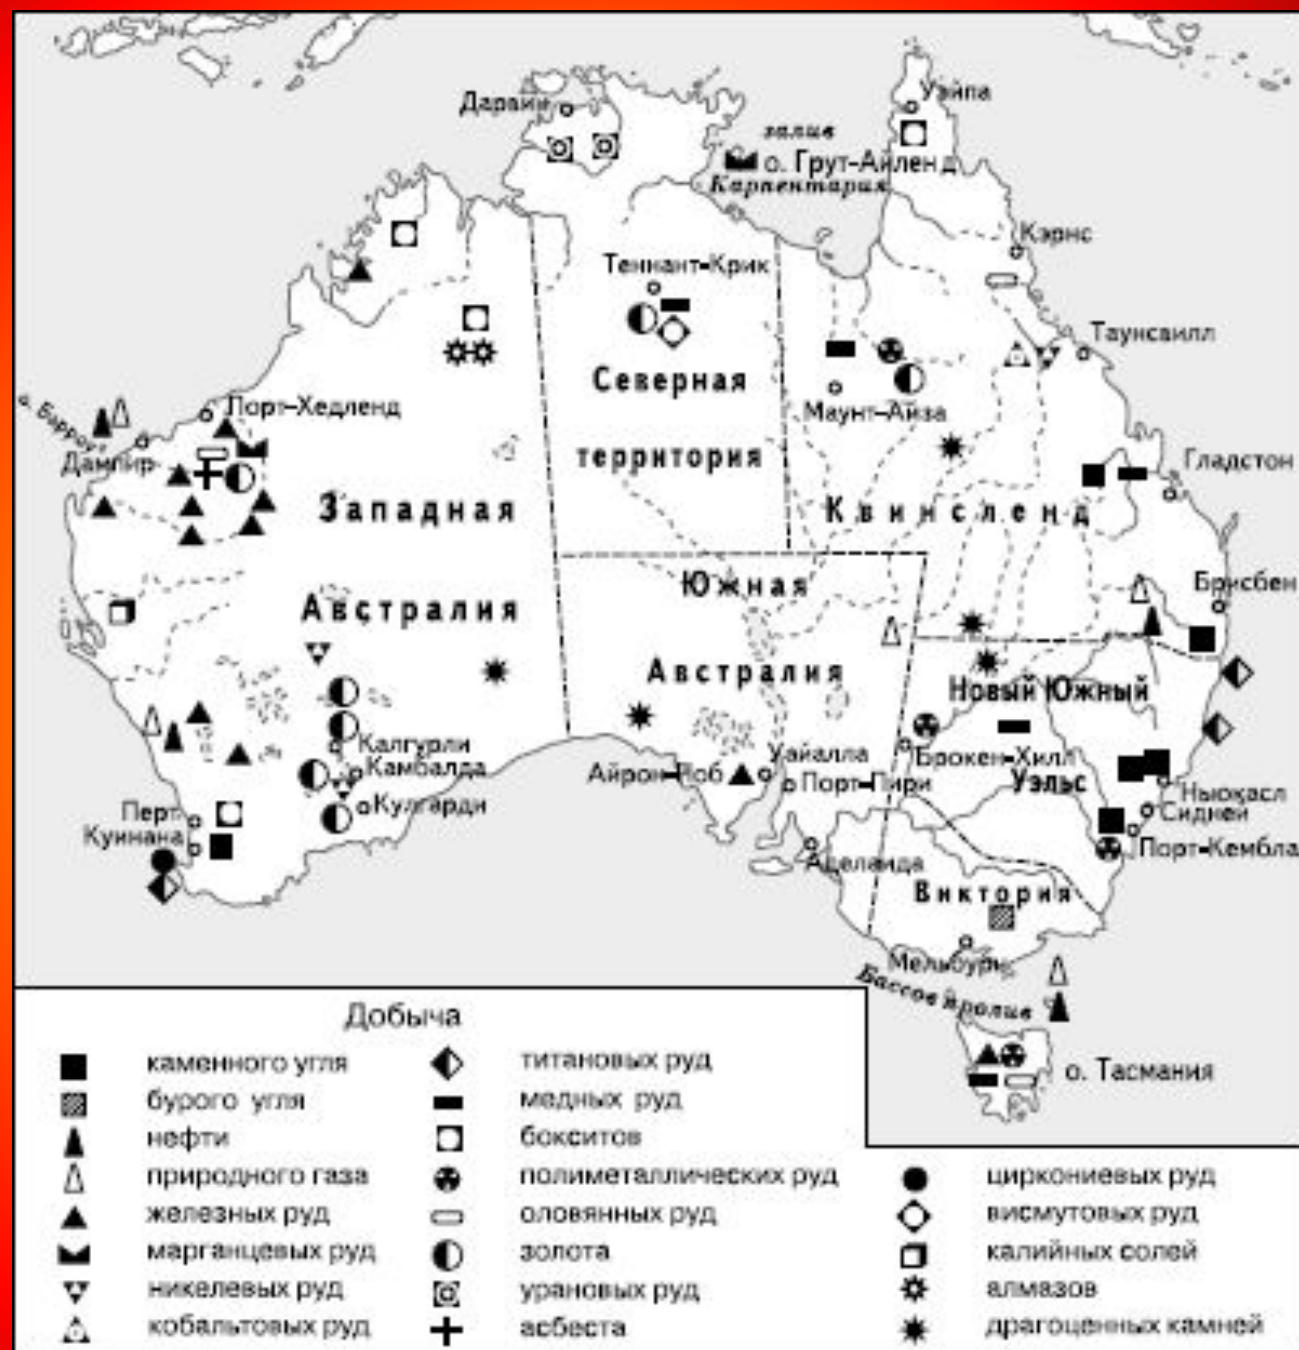 Дарвин
Уэйпа
залив
о. Грут-Айленд
Карпентария
Кэрнс
Теннант-Крик
Таунсвилл
Северная
территория
Маунт-Айза
о. Барроу
Порт-Хедленд
Дампир
Гладстон
Западная
Австралия
Квинсленд
Южная
Австралия
Брисбен
Новый Южный
Уэльс
Калгурли
Камбалда
Кулгарди
Уайалла
Айрон-Ноб
Порт-Пири
Брокен-Хилл
Ньюкасл
Сидней
Порт-Кембла
Перт
Куинана
Аделаида
Виктория
Мельбурн
Бассов пролив
о. Тасмания
Добыча
каменного угля
бурого угля
нефти
природного газа
железных руд
марганцевых руд
никелевых руд
кобальтовых руд
титановых руд
медных руд
бокситов
полиметаллических руд
оловянных руд
золота
урановых руд
асбеста
циркониевых руд
висмутовых руд
калийных солей
алмазов
драгоценных камней